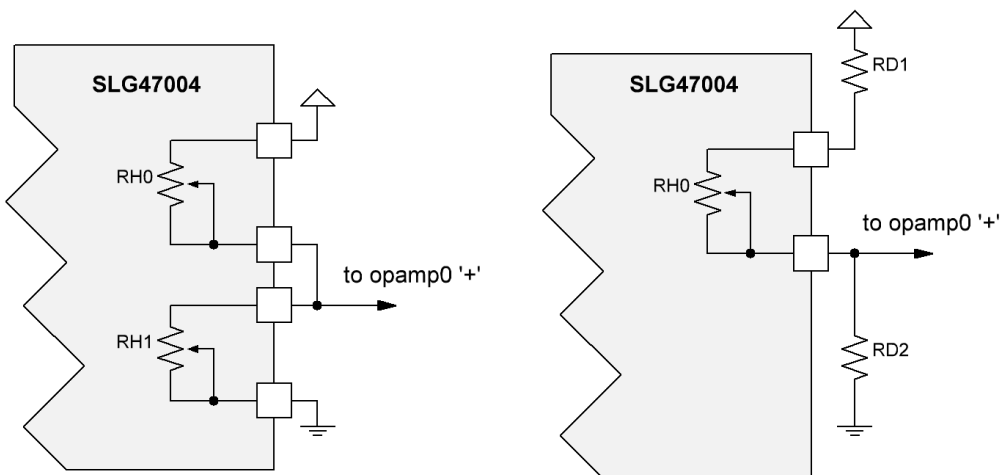 SLG47004
RH0
to opamp0 '+'
RH1
SLG47004
RD1
RH0
to opamp0 '+'
RD2